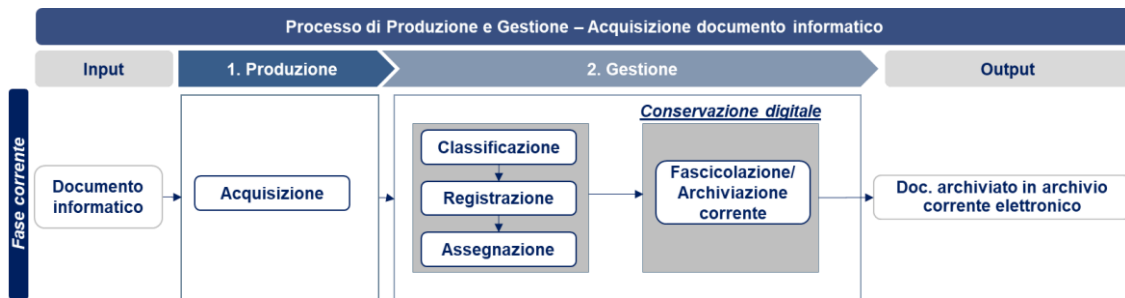 Processo di Produzione e Gestione – Acquisizione documento informatico
Input
1. Produzione
2. Gestione
Output
Fase corrente
Documento
informatico
Acquisizione
Classificazione
Registrazione
Assegnazione
Conservazione digitale
Fascicolazione/
Archiviazione
corrente
Doc. archiviato in archivio
corrente elettronico